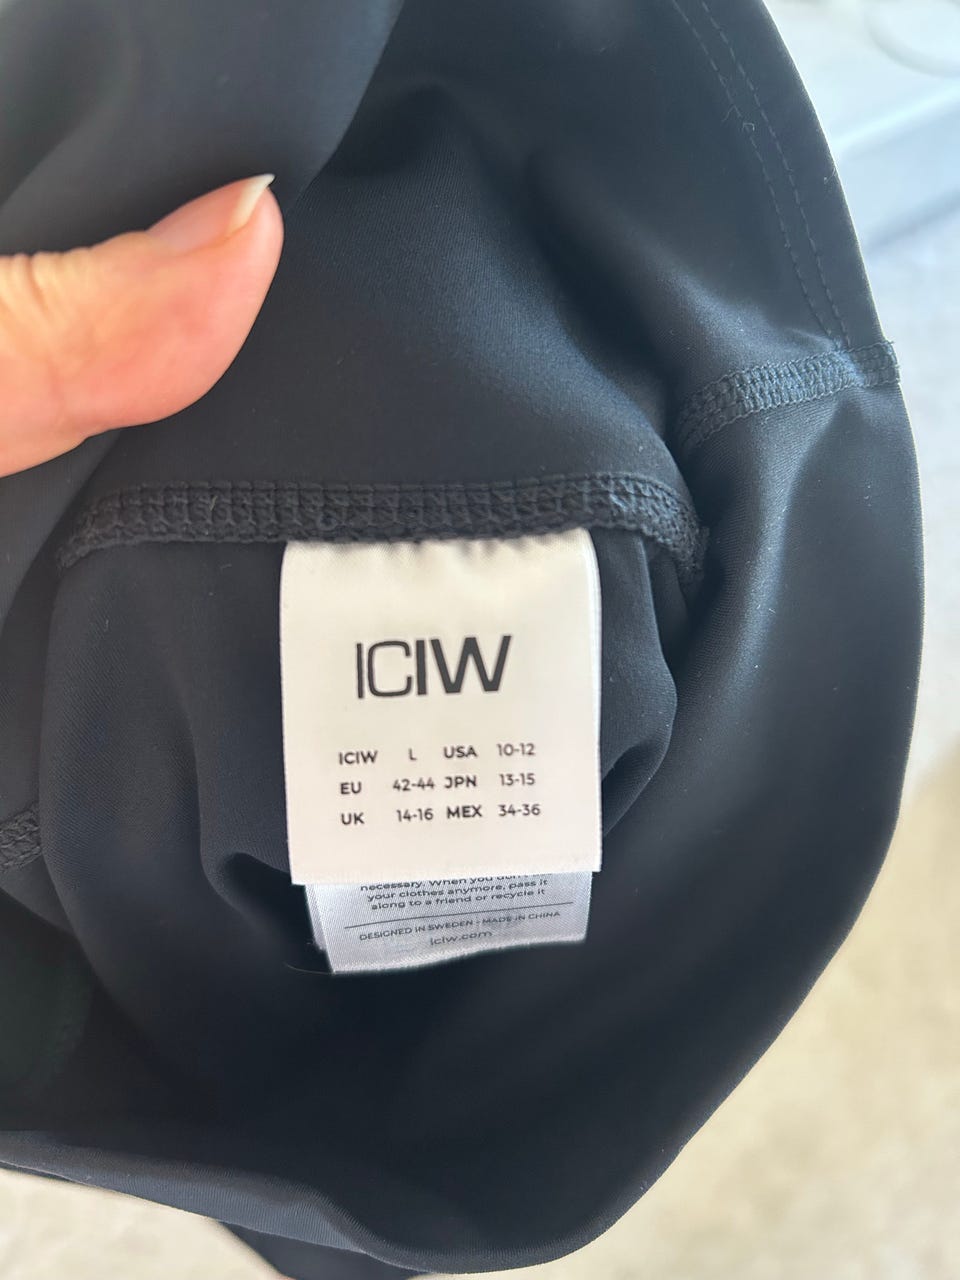 ICIW
ICIW L USA 10-12
EU 42-44 JPN 13-15
UK 14-16 MEX 34-36
necessary. When you don't
your clothes anymore, pass it
along to a friend or recycle it
DESIGNED IN SWEDEN - MADE IN CHINA
iciw.com